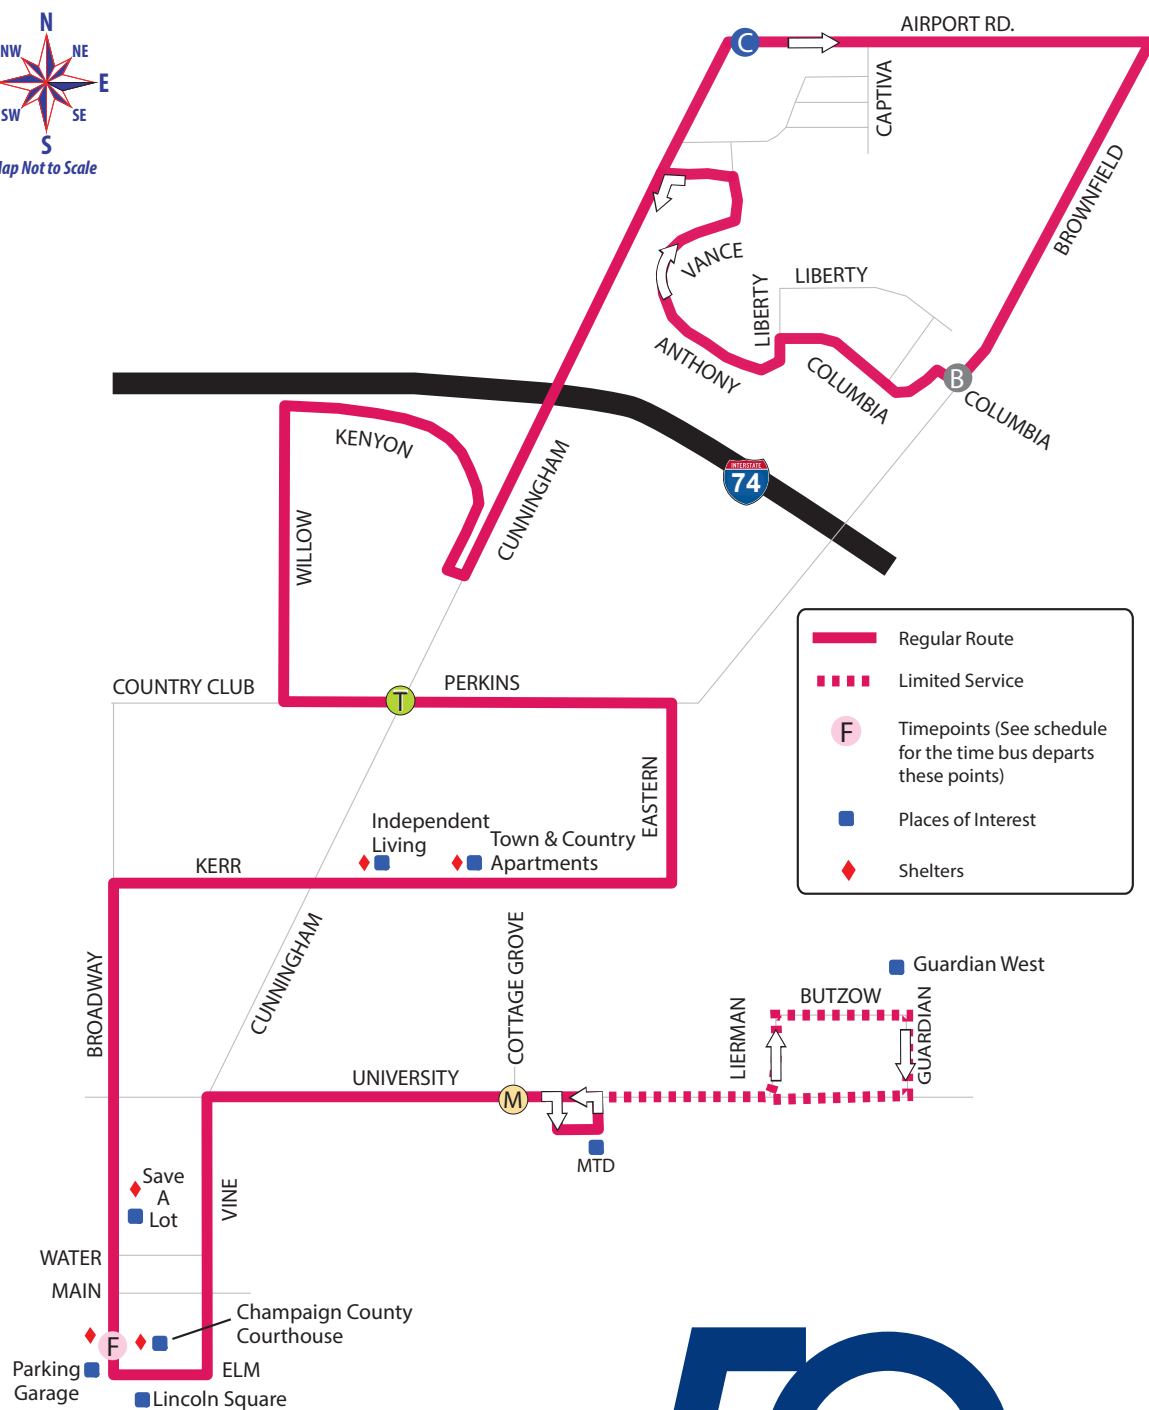 N
NW
NE
E
SW
SE
S
Map Not to Scale
C
AIRPORT RD.
CAPTIVA
BROWNFIELD
VANCE
LIBERTY
LIBERTY
ANTHONY
COLUMBIA
B
COLUMBIA
KENYON
CUNNINGHAM
INTERSTATE
74
WILLOW
COUNTRY CLUB
T
PERKINS
EASTERN
Regular Route
Limited Service
F
Timepoints (See schedule
for the time bus departs
these points)
Places of Interest
Shelters
Independent
Living
Town & Country
Apartments
KERR
BROADWAY
CUNNINGHAM
COTTAGE GROVE
Guardian West
LIERMAN
BUTZOW
GUARDIAN
UNIVERSITY
M
MTD
Save
A
Lot
VINE
WATER
MAIN
Champaign County
Courthouse
F
Parking
Garage
ELM
Lincoln Square